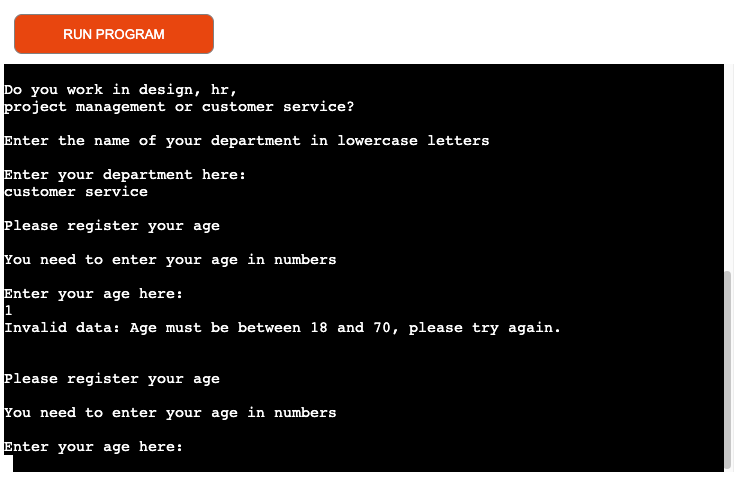 RUN PROGRAM
Do you work in design, hr,
project management or customer service?
Enter the name of your department in lowercase letters
Enter your department here:
customer service
Please register your age
You need to enter your age in numbers
Enter your age here:
1
Invalid data: Age must be between 18 and 70, please try again.
Please register your age
You need to enter your age in numbers
Enter your age here: